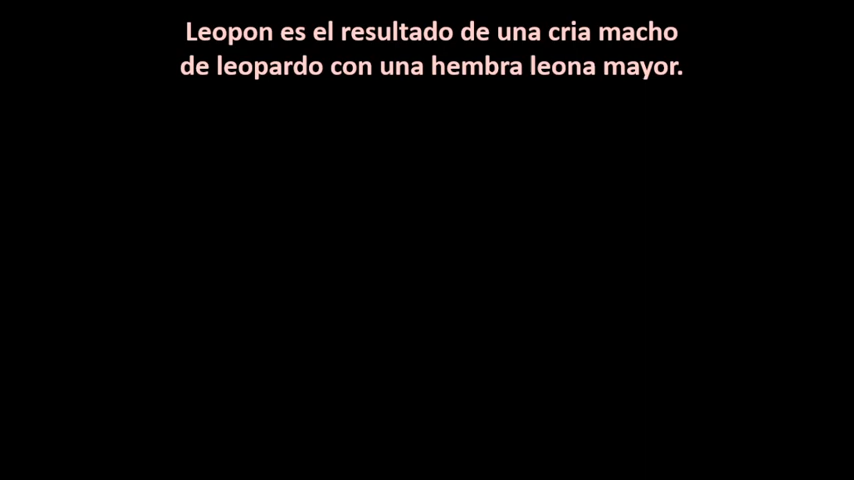 Leopon es el resultado de una cria macho
de leopardo con una hembra leona mayor.